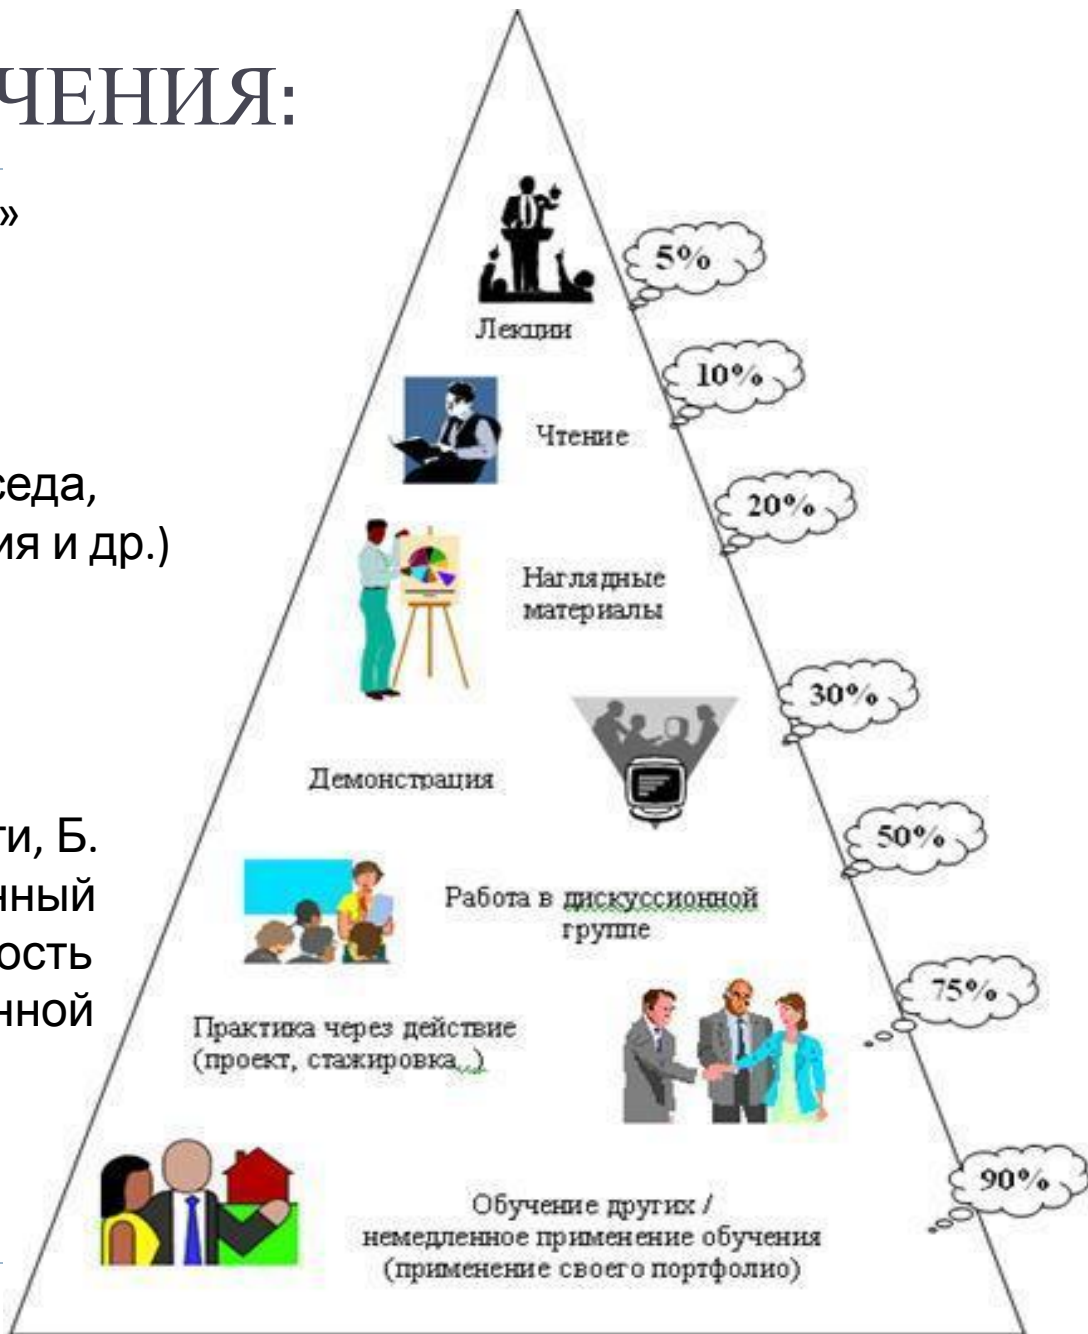 ЧЕНИЯ:
»
седа,
ия и др.)
ти, Б.
нный
ость
нной
5%
Лекции
10%
Чтение
20%
Наглядные
материалы
30%
Демонстрация
50%
Работа в дискуссионной
группе
75%
Практика через действие
(проект, стажировка, )
90%
Обучение других /
немедленное применение обучения
(применение своего портфолио)